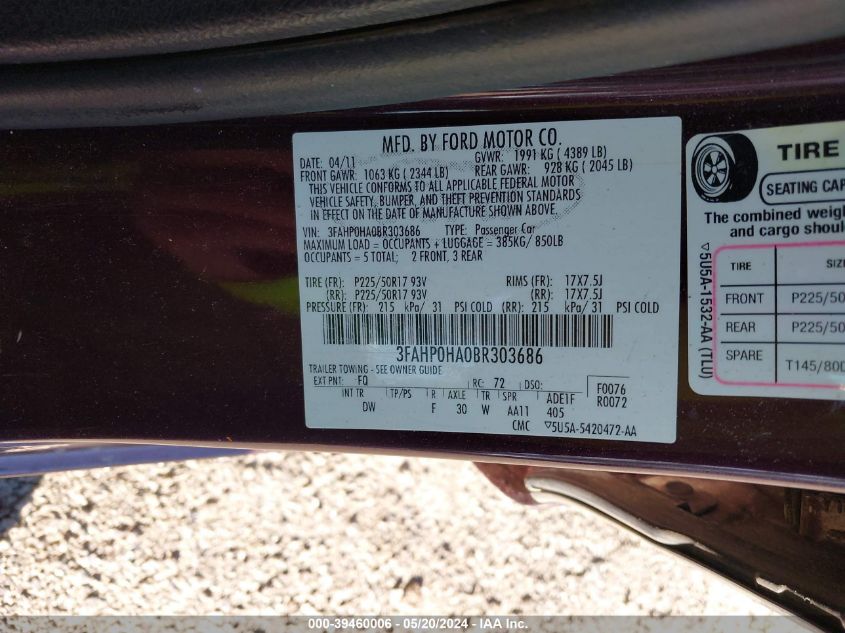 MFD. BY FORD MOTOR CO.
DATE: 04/11 GVWR: 1991 KG ( 4389 LB)
FRONT GAWR: 1063 KG ( 2344 LB) REAR GAWR: 928 KG ( 2045 LB)
THIS VEHICLE CONFORMS TO ALL APPLICABLE FEDERAL MOTOR
VEHICLE SAFETY, BUMPER, AND THEFT PREVENTION STANDARDS
IN EFFECT ON THE DATE OF MANUFACTURE SHOWN ABOVE.
VIN: 3FAHP0HA0BR303686 TYPE: Passenger Car
MAXIMUM LOAD = OCCUPANTS + LUGGAGE = 385KG/ 850LB
OCCUPANTS = 5 TOTAL; 2 FRONT, 3 REAR
TIRE (FR): P225/50R17 93V RIMS (FR): 17X7.5J
(RR): P225/50R17 93V (RR): 17X7.5J
PRESSURE (FR): 215 kPa/ 31 PSI COLD (RR): 215 kPa/ 31 PSI COLD
3FAHP0HA0BR303686
TRAILER TOWING - SEE OWNER GUIDE
EXT PNT: FQ RC: 72 DSO: F0076
R0072
INT TR TP/PS R AXLE TR SPR ADE1F
DW F 30 W AA11 405
CMC ▽5U5A-5420472-AA
TIRE
SEATING CAP
The combined weigh
and cargo should
TIRE SIZ
FRONT P225/50
REAR P225/50
SPARE T145/80D
▽5U5A-1532-AA (TLU)
000-39460006 - 05/20/2024 - IAA Inc.